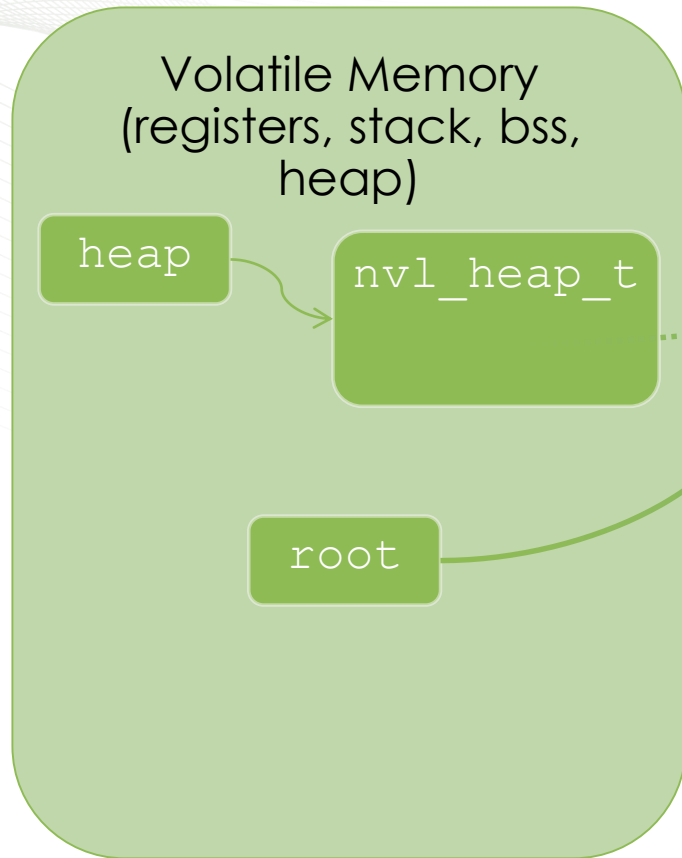 Volatile Memory
(registers, stack, bss,
heap)
heap
nvl_heap_t
root